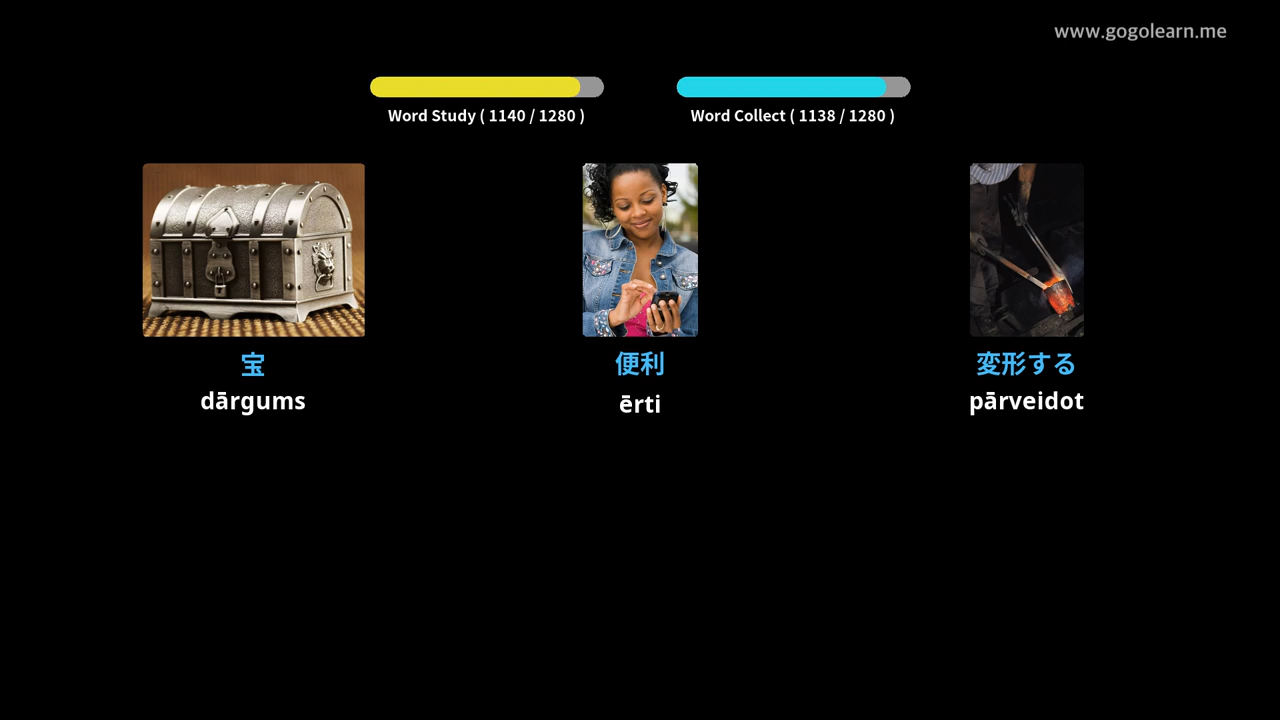 www.gogolearn.me
Word Study ( 1140 / 1280 )
Word Collect ( 1138 / 1280 )
宝
dārgums
便利
ērti
変形する
pārveidot